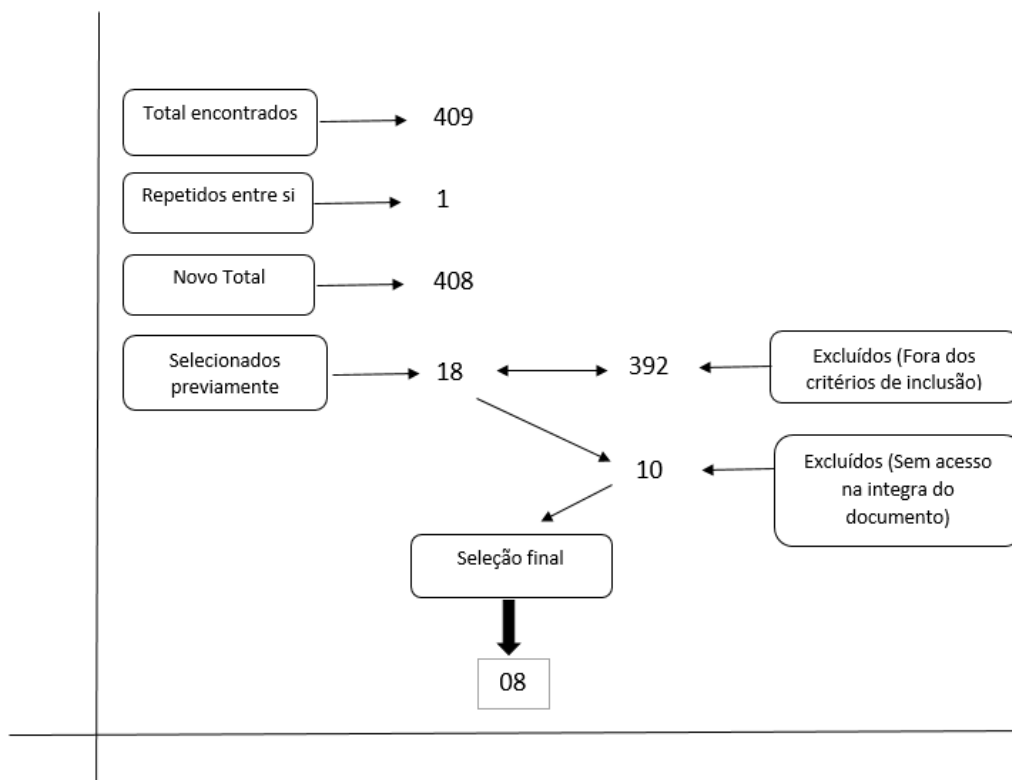 Total encontrados
409
Repetidos entre si
1
Novo Total
408
Selecionados
previamente
18
392
Excluídos (Fora dos
critérios de inclusão)
10
Excluídos (Sem acesso
na integra do
documento)
Seleção final
08